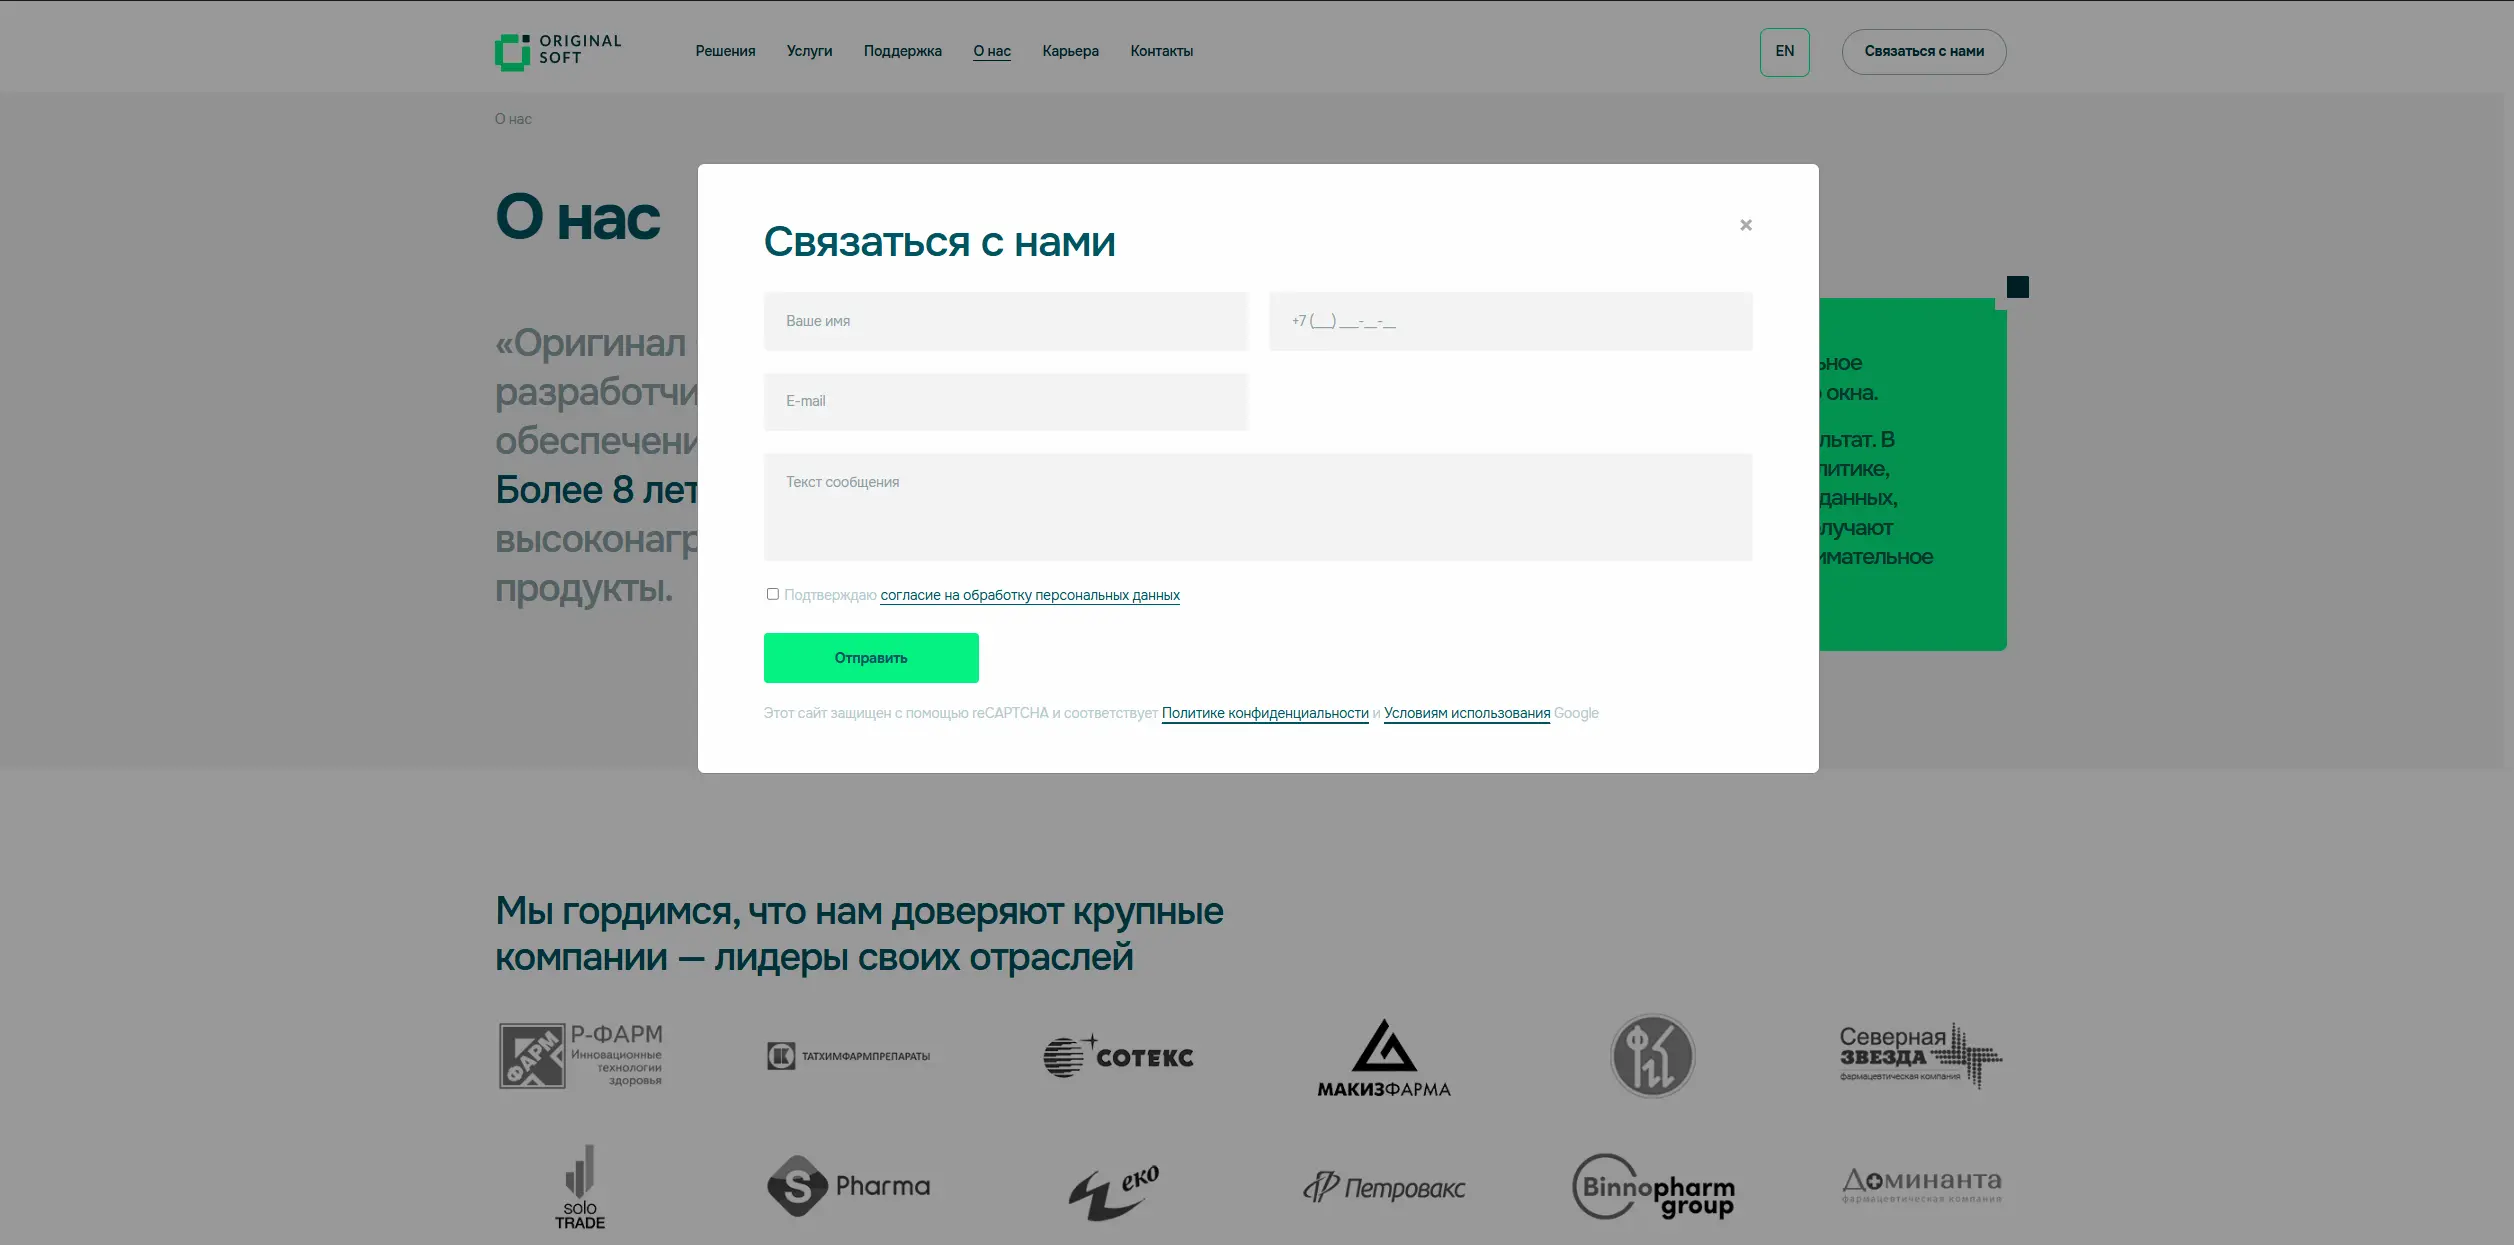 ORIGINAL
SOFT
Решения Услуги Поддержка О нас Карьера Контакты
EN
Связаться с нами
О нас
О нас
«Оригинал
разработчи
обеспечени
Более 8 лет
высоконагр
продукты.
Связаться с нами
×
Ваше имя
+7 (___) ___-__-__
E-mail
Текст сообщения
Подтверждаю согласие на обработку персональных данных
Отправить
Этот сайт защищен с помощью reCAPTCHA и соответствует Политике конфиденциальности и Условиям использования Google
ьное
окна.
льтат. В
литике,
данных,
лучают
имательное
Мы гордимся, что нам доверяют крупные
компании — лидеры своих отраслей
ФАРМ
Р-ФАРМ
Инновационные
технологии
здоровья
ТАТХИМФАРМПРЕПАРАТЫ
СОТЕКС
МАКИЗФАРМА
Северная
ЗВЕЗДА
фармацевтическая компания
solo
TRADE
S Pharma
еко
Петровакс
Binnopharm
group
Доминанта
фармацевтическая компания